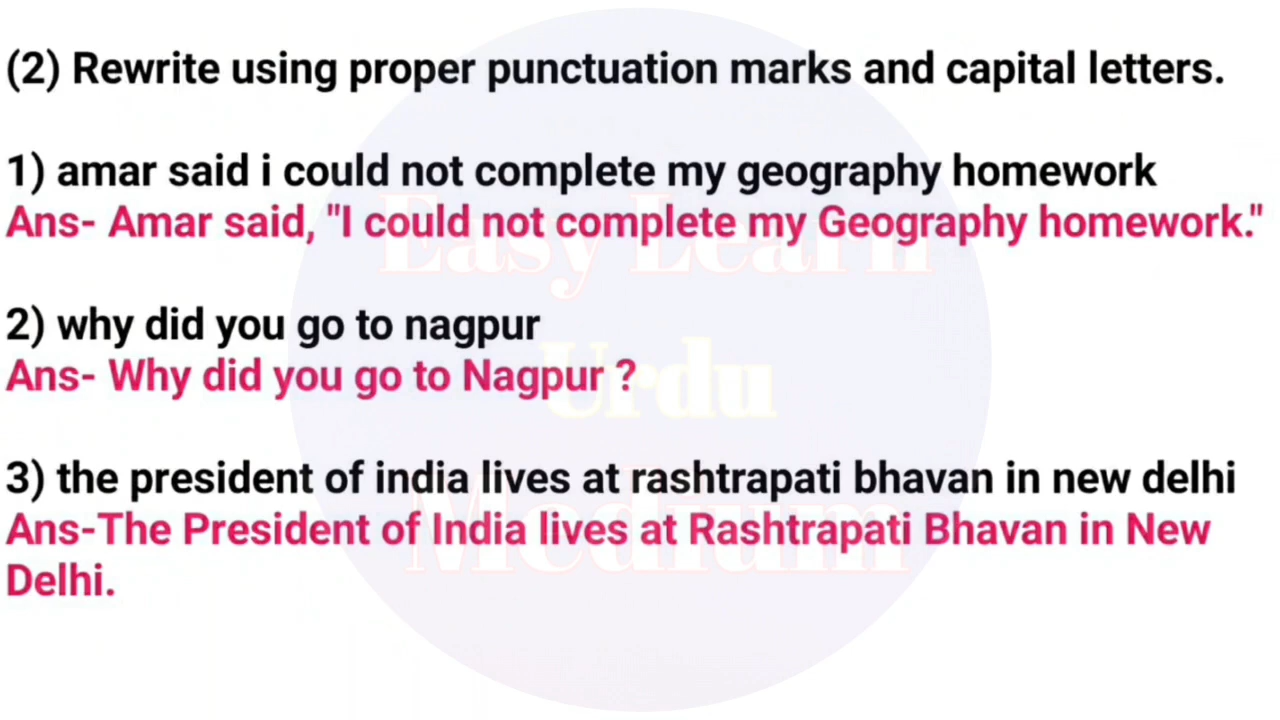 (2) Rewrite using proper punctuation marks and capital letters.
1) amar said i could not complete my geography homework
Ans- Amar said, "I could not complete my Geography homework."
2) why did you go to nagpur
Ans- Why did you go to Nagpur ?
3) the president of india lives at rashtrapati bhavan in new delhi
Ans-The President of India lives at Rashtrapati Bhavan in New
Delhi.
Easy Learn
Urdu
Medium